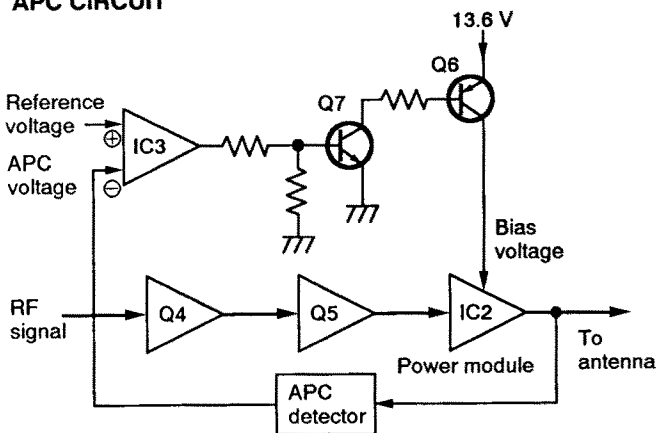 APC CIRCUIT
13.6 V
Q6
Q7
Reference
voltage
⊕
IC3
APC
voltage
⊖
Bias
voltage
RF
signal
Q4
Q5
IC2
To
antenna
Power module
APC
detector